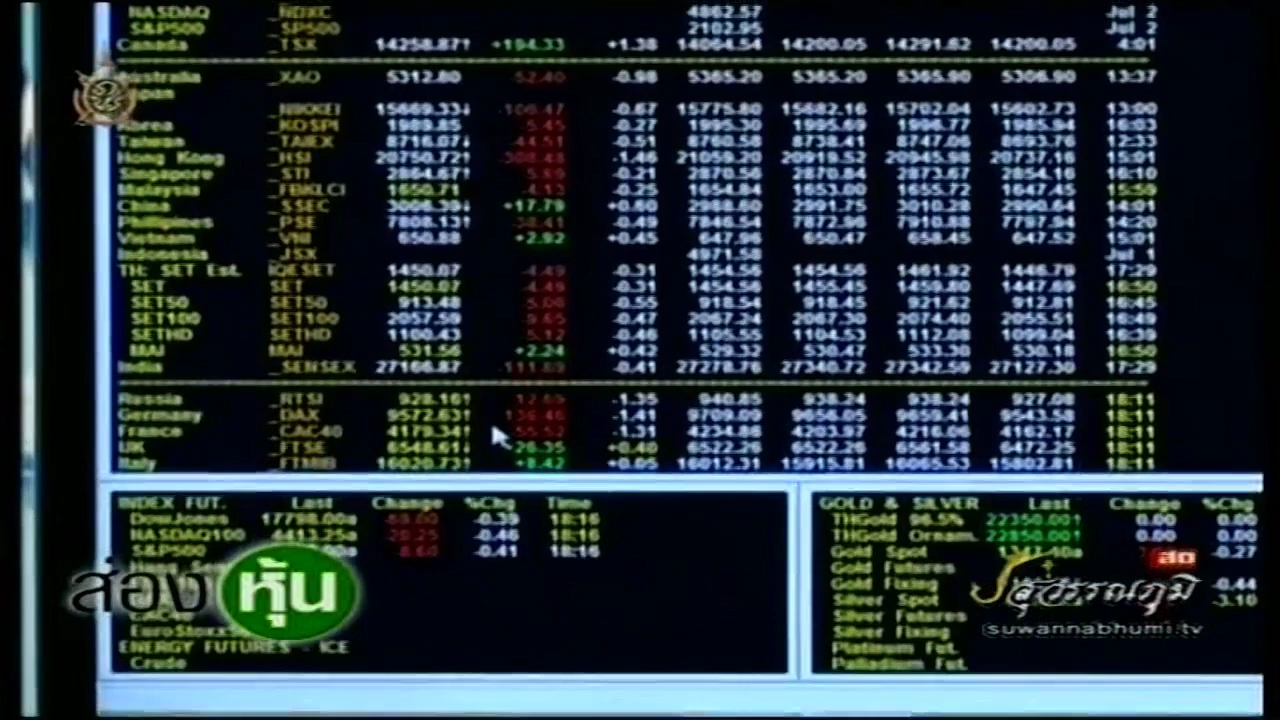 NASDAQ _NDXC 4862.57 Jul 2
S&P500 _SP500 2102.95 Jul 2
Canada _TSX 14258.87↑ +194.33 +1.38 14064.54 14200.05 14291.62 14200.05 4:01
Australia _XAO 5312.80 52.40 -0.98 5365.20 5365.20 5365.90 5306.90 13:37
_NIKKEI 15669.33↓ -106.47 -0.67 15775.80 15682.16 15702.04 15602.73 13:00
Korea _KOSPI 1989.85 5.45 -0.27 1995.30 1995.69 1996.77 1985.94 16:03
Taiwan _TAIEX 8716.07↓ -44.51 -0.51 8760.58 8738.41 8747.06 8693.76 12:33
Hong Kong _HSI 20750.72↑ -308.48 -1.46 21059.20 20919.52 20945.98 20737.16 15:01
Singapore _STI 2864.67↑ 5.89 -0.21 2870.56 2870.84 2873.67 2854.16 16:10
Malaysia _FBKLCI 1650.71 -4.13 -0.25 1654.84 1653.00 1655.72 1647.45 15:59
China _SSEC 3006.39↓ +17.79 +0.60 2988.60 2991.75 3010.28 2990.64 14:01
Philippines _PSE 7808.13↑ 38.41 -0.49 7846.54 7872.96 7910.88 7797.94 14:20
Vietnam _VNI 650.88 +2.92 +0.45 647.96 650.47 658.45 647.52 15:01
Indonesia _JSX 4971.58 Jul 1
TH: SET Est. IQESET 1450.07 -4.49 -0.31 1454.56 1454.56 1461.92 1446.79 17:29
SET SET 1450.07 -4.49 -0.31 1454.56 1455.45 1459.80 1447.69 16:50
SET50 SET50 913.48 5.06 -0.55 918.54 918.45 921.62 912.81 16:45
SET100 SET100 2057.59 9.65 -0.47 2067.24 2067.30 2074.40 2055.51 16:49
SETHD SETHD 1100.43 5.12 -0.46 1105.55 1104.53 1112.08 1099.04 16:39
MAI MAI 531.56 +2.24 +0.42 529.32 530.47 533.30 530.18 16:50
India _SENSEX 27166.87 -111.89 -0.41 27278.76 27340.72 27342.30 27127.30 17:29
Russia _RTSI 928.16↑ 12.69 -1.35 940.85 938.24 938.24 927.08 18:11
Germany _DAX 9572.63↑ 136.46 -1.41 9709.09 9656.05 9659.41 9543.58 18:11
France _CAC40 4179.34↑ 55.52 -1.31 4234.86 4203.97 4216.06 4162.17 18:11
UK _FTSE 6548.61↓ +26.35 +0.40 6522.26 6522.26 6561.58 6472.25 18:11
Italy _FTMIB 16020.73↑ +8.42 +0.05 16012.31 15915.81 16065.53 15802.81 18:11
INDEX FUT. Last Change %Chg Time
DowJones 17798.00a -0.39 18:16
NASDAQ100 4413.25a 20.25 -0.46 18:16
S&P500 8.60 -0.41 18:16
ENERGY FUTURES - ICE
Crude
GOLD & SILVER Last Change %Chg
THGold 96.5% 22350.00↑ 0.00 0.00
THGold Ornam. 22850.00↑ 0.00 0.00
Gold Spot -0.27
Gold Futures
Gold Fixing -0.44
Silver Spot -3.10
Silver Futures
Silver Fixing
Platinum Fut.
Palladium Fut.
ส่อง หุ้น
สด
สุวรรณภูมิ
suwannabhumi.tv